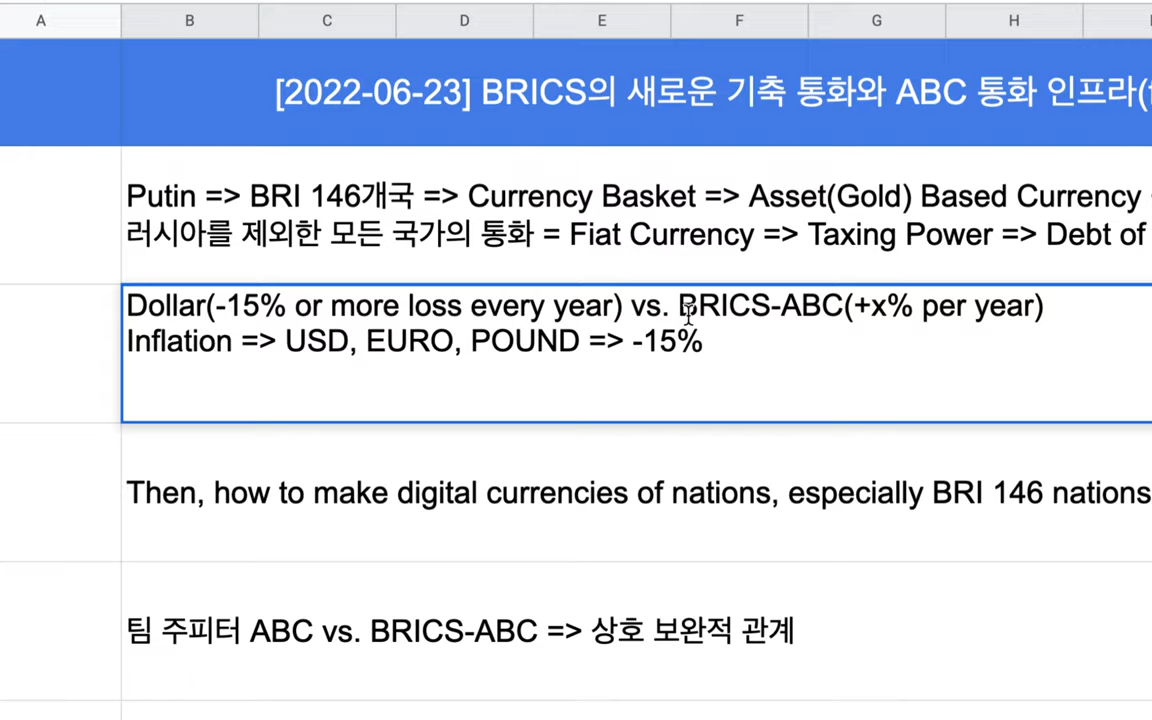 A B C D E F G H
[2022-06-23] BRICS의 새로운 기축 통화와 ABC 통화 인프라(
Putin => BRI 146개국 => Currency Basket => Asset(Gold) Based Currency
러시아를 제외한 모든 국가의 통화 = Fiat Currency => Taxing Power => Debt of
Dollar(-15% or more loss every year) vs. BRICS-ABC(+x% per year)
Inflation => USD, EURO, POUND => -15%
Then, how to make digital currencies of nations, especially BRI 146 nations
팀 주피터 ABC vs. BRICS-ABC => 상호 보완적 관계